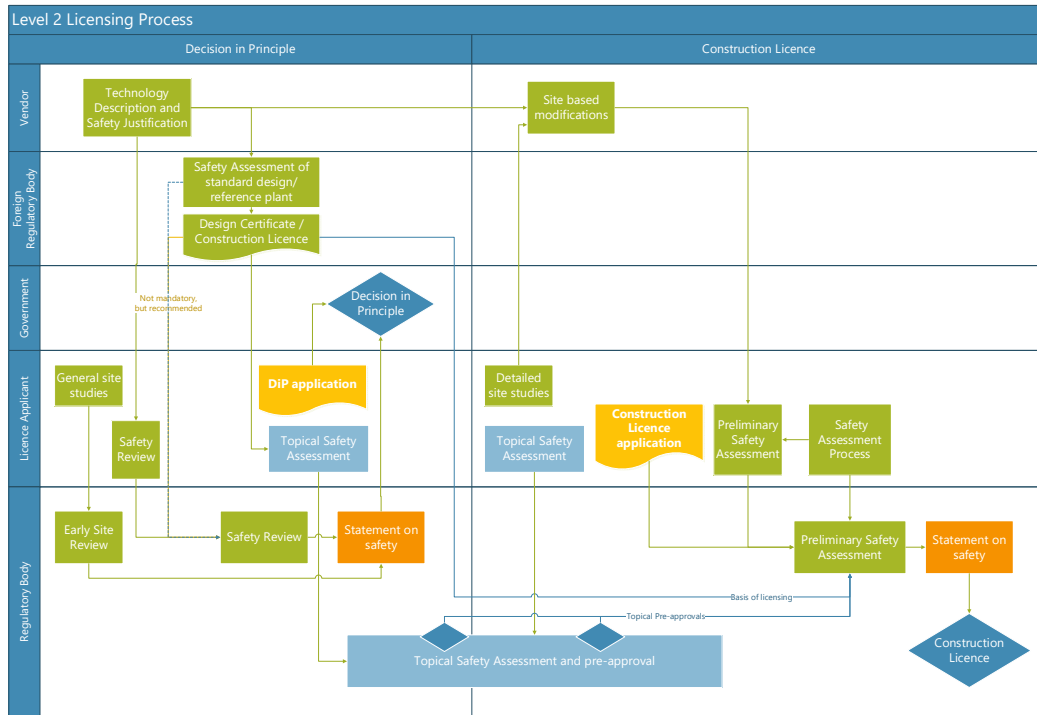 Level 2 Licensing Process
Decision in Principle
Construction Licence
Vendor
Technology
Description and
Safety Justification
Site based
modifications
Foreign
Regulatory Body
Safety Assessment of
standard design/
reference plant
Design Certificate /
Construction Licence
Government
Not mandatory,
but recommended
Decision in
Principle
Licence Applicant
General site
studies
Safety
Review
DiP application
Topical Safety
Assessment
Detailed
site studies
Topical Safety
Assessment
Construction
Licence
application
Preliminary
Safety
Assessment
Safety
Assessment
Process
Regulatory Body
Early Site
Review
Safety Review
Statement on
safety
Preliminary Safety
Assessment
Statement on
safety
Basis of licensing
Topical Pre-approvals
Topical Safety Assessment and pre-approval
Construction
Licence